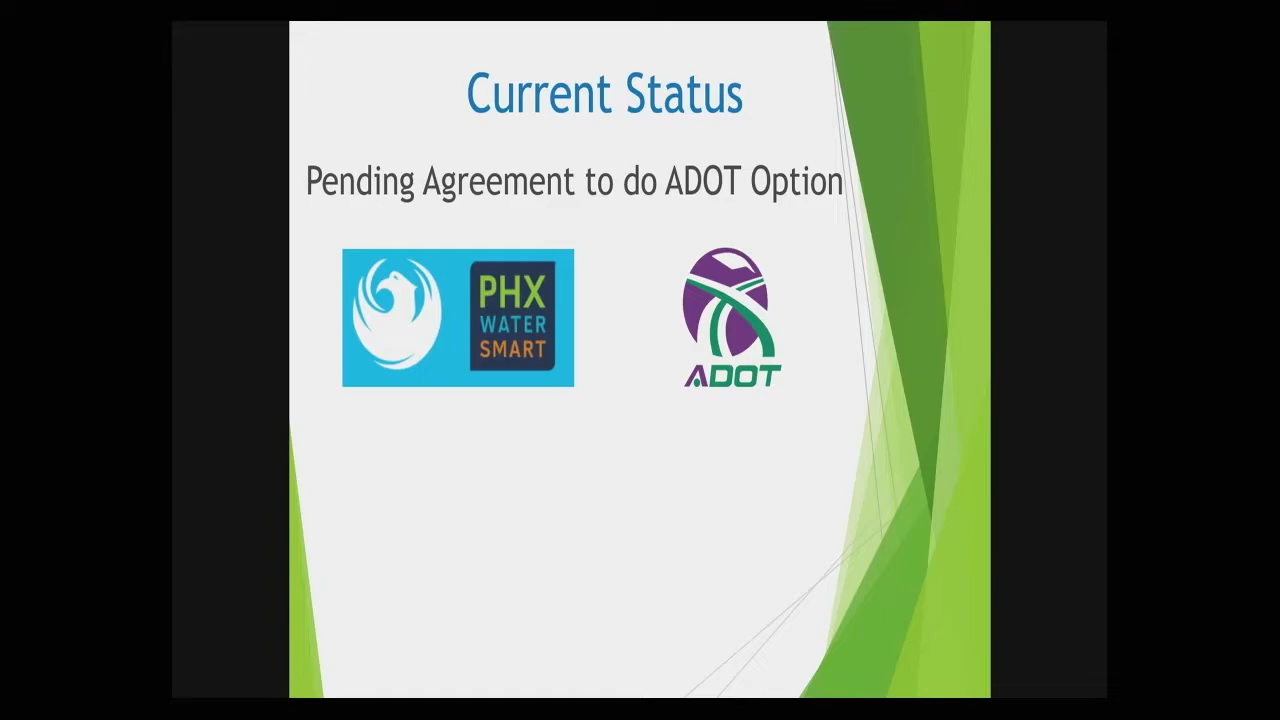 Current Status
Pending Agreement to do ADOT Option
PHX
WATER
SMART
ADOT